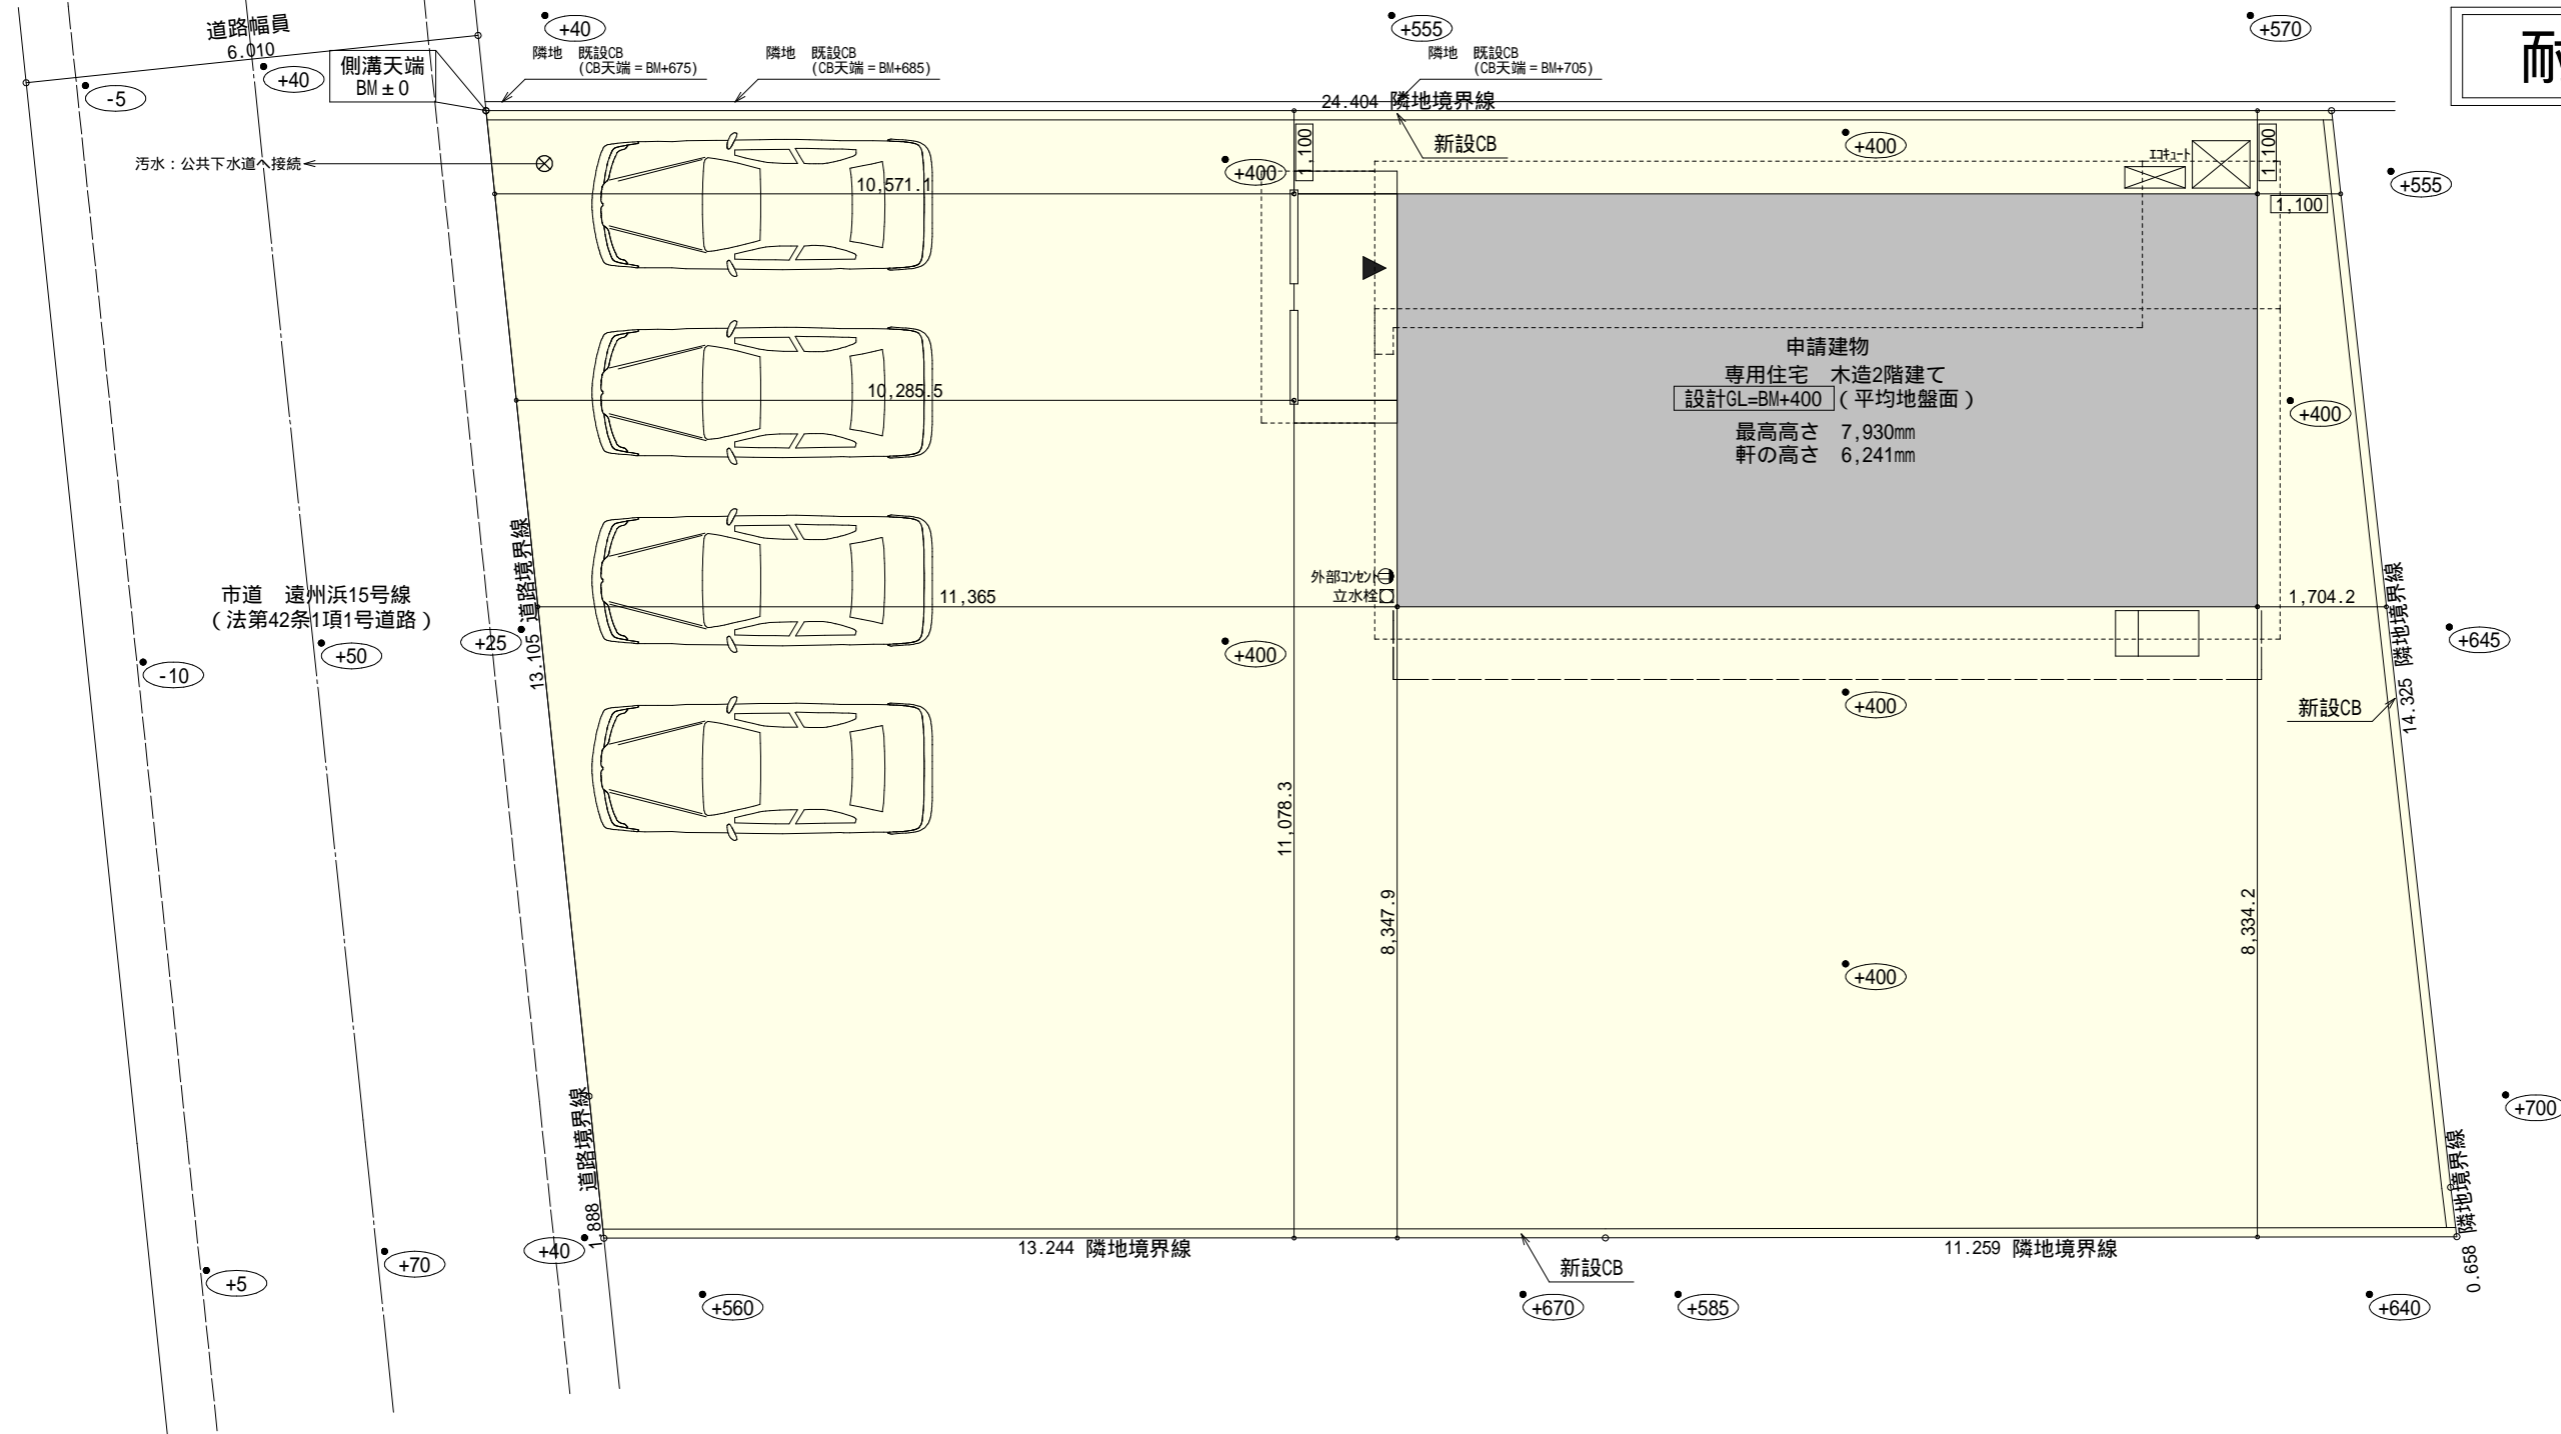 道路幅員
6.010
+40
+555
+570
隣地 既設CB
(CB天端＝BM+675)
隣地 既設CB
(CB天端＝BM+685)
隣地 既設CB
(CB天端＝BM+705)
耐
側溝天端
BM±0
-5
+40
24.404 隣地境界線
新設CB
汚水：公共下水道へ接続
+400
1,100
+400
エコキュート
1,100
10,571.1
1,100
+555
申請建物
専用住宅 木造2階建て
設計GL=BM+400（平均地盤面）
最高高さ 7,930mm
軒の高さ 6,241mm
10,285.5
+400
外部コンセント
立水栓
11,365
1,704.2
市道 遠州浜15号線
（法第42条1項1号道路）
+50
-10
+25
13.105 道路境界線
+400
+400
+645
14.325 隣地境界線
新設CB
11,078.3
8,347.9
8,334.2
+400
+700
1.888 道路境界線
0.658 隣地境界線
+40
+70
+5
13.244 隣地境界線
新設CB
11.259 隣地境界線
+560
+670
+585
+640